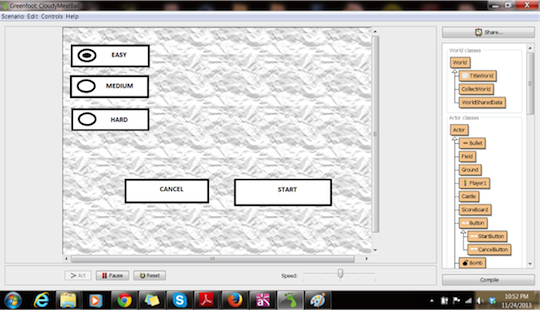 Greenfoot: CloudyMeatBall
Scenario Edit Controls Help
Share...
World classes
World
TitleWorld
CollectWorld
WorldSharedData
Actor classes
Actor
Bullet
Field
Ground
Player1
Castle
ScoreBoard
Button
StartButton
CancelButton
Bomb
EASY
MEDIUM
HARD
CANCEL
START
Act
Pause
Reset
Speed:
Compile
10:52 PM
11/24/2013